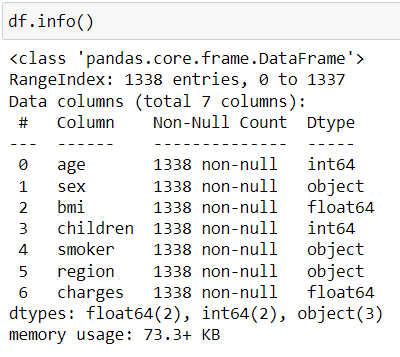 df.info()
<class 'pandas.core.frame.DataFrame'>
RangeIndex: 1338 entries, 0 to 1337
Data columns (total 7 columns):
 #   Column    Non-Null Count  Dtype
---  ------    --------------  -----
 0   age       1338 non-null   int64
 1   sex       1338 non-null   object
 2   bmi       1338 non-null   float64
 3   children  1338 non-null   int64
 4   smoker    1338 non-null   object
 5   region    1338 non-null   object
 6   charges   1338 non-null   float64
dtypes: float64(2), int64(2), object(3)
memory usage: 73.3+ KB